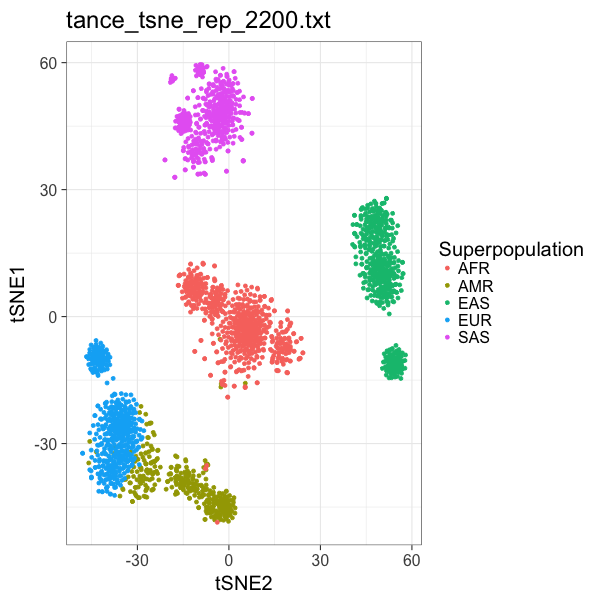 tance_tsne_rep_2200.txt
60
30
0
-30
tSNE1
-30
0
30
60
tSNE2
Superpopulation
AFR
AMR
EAS
EUR
SAS